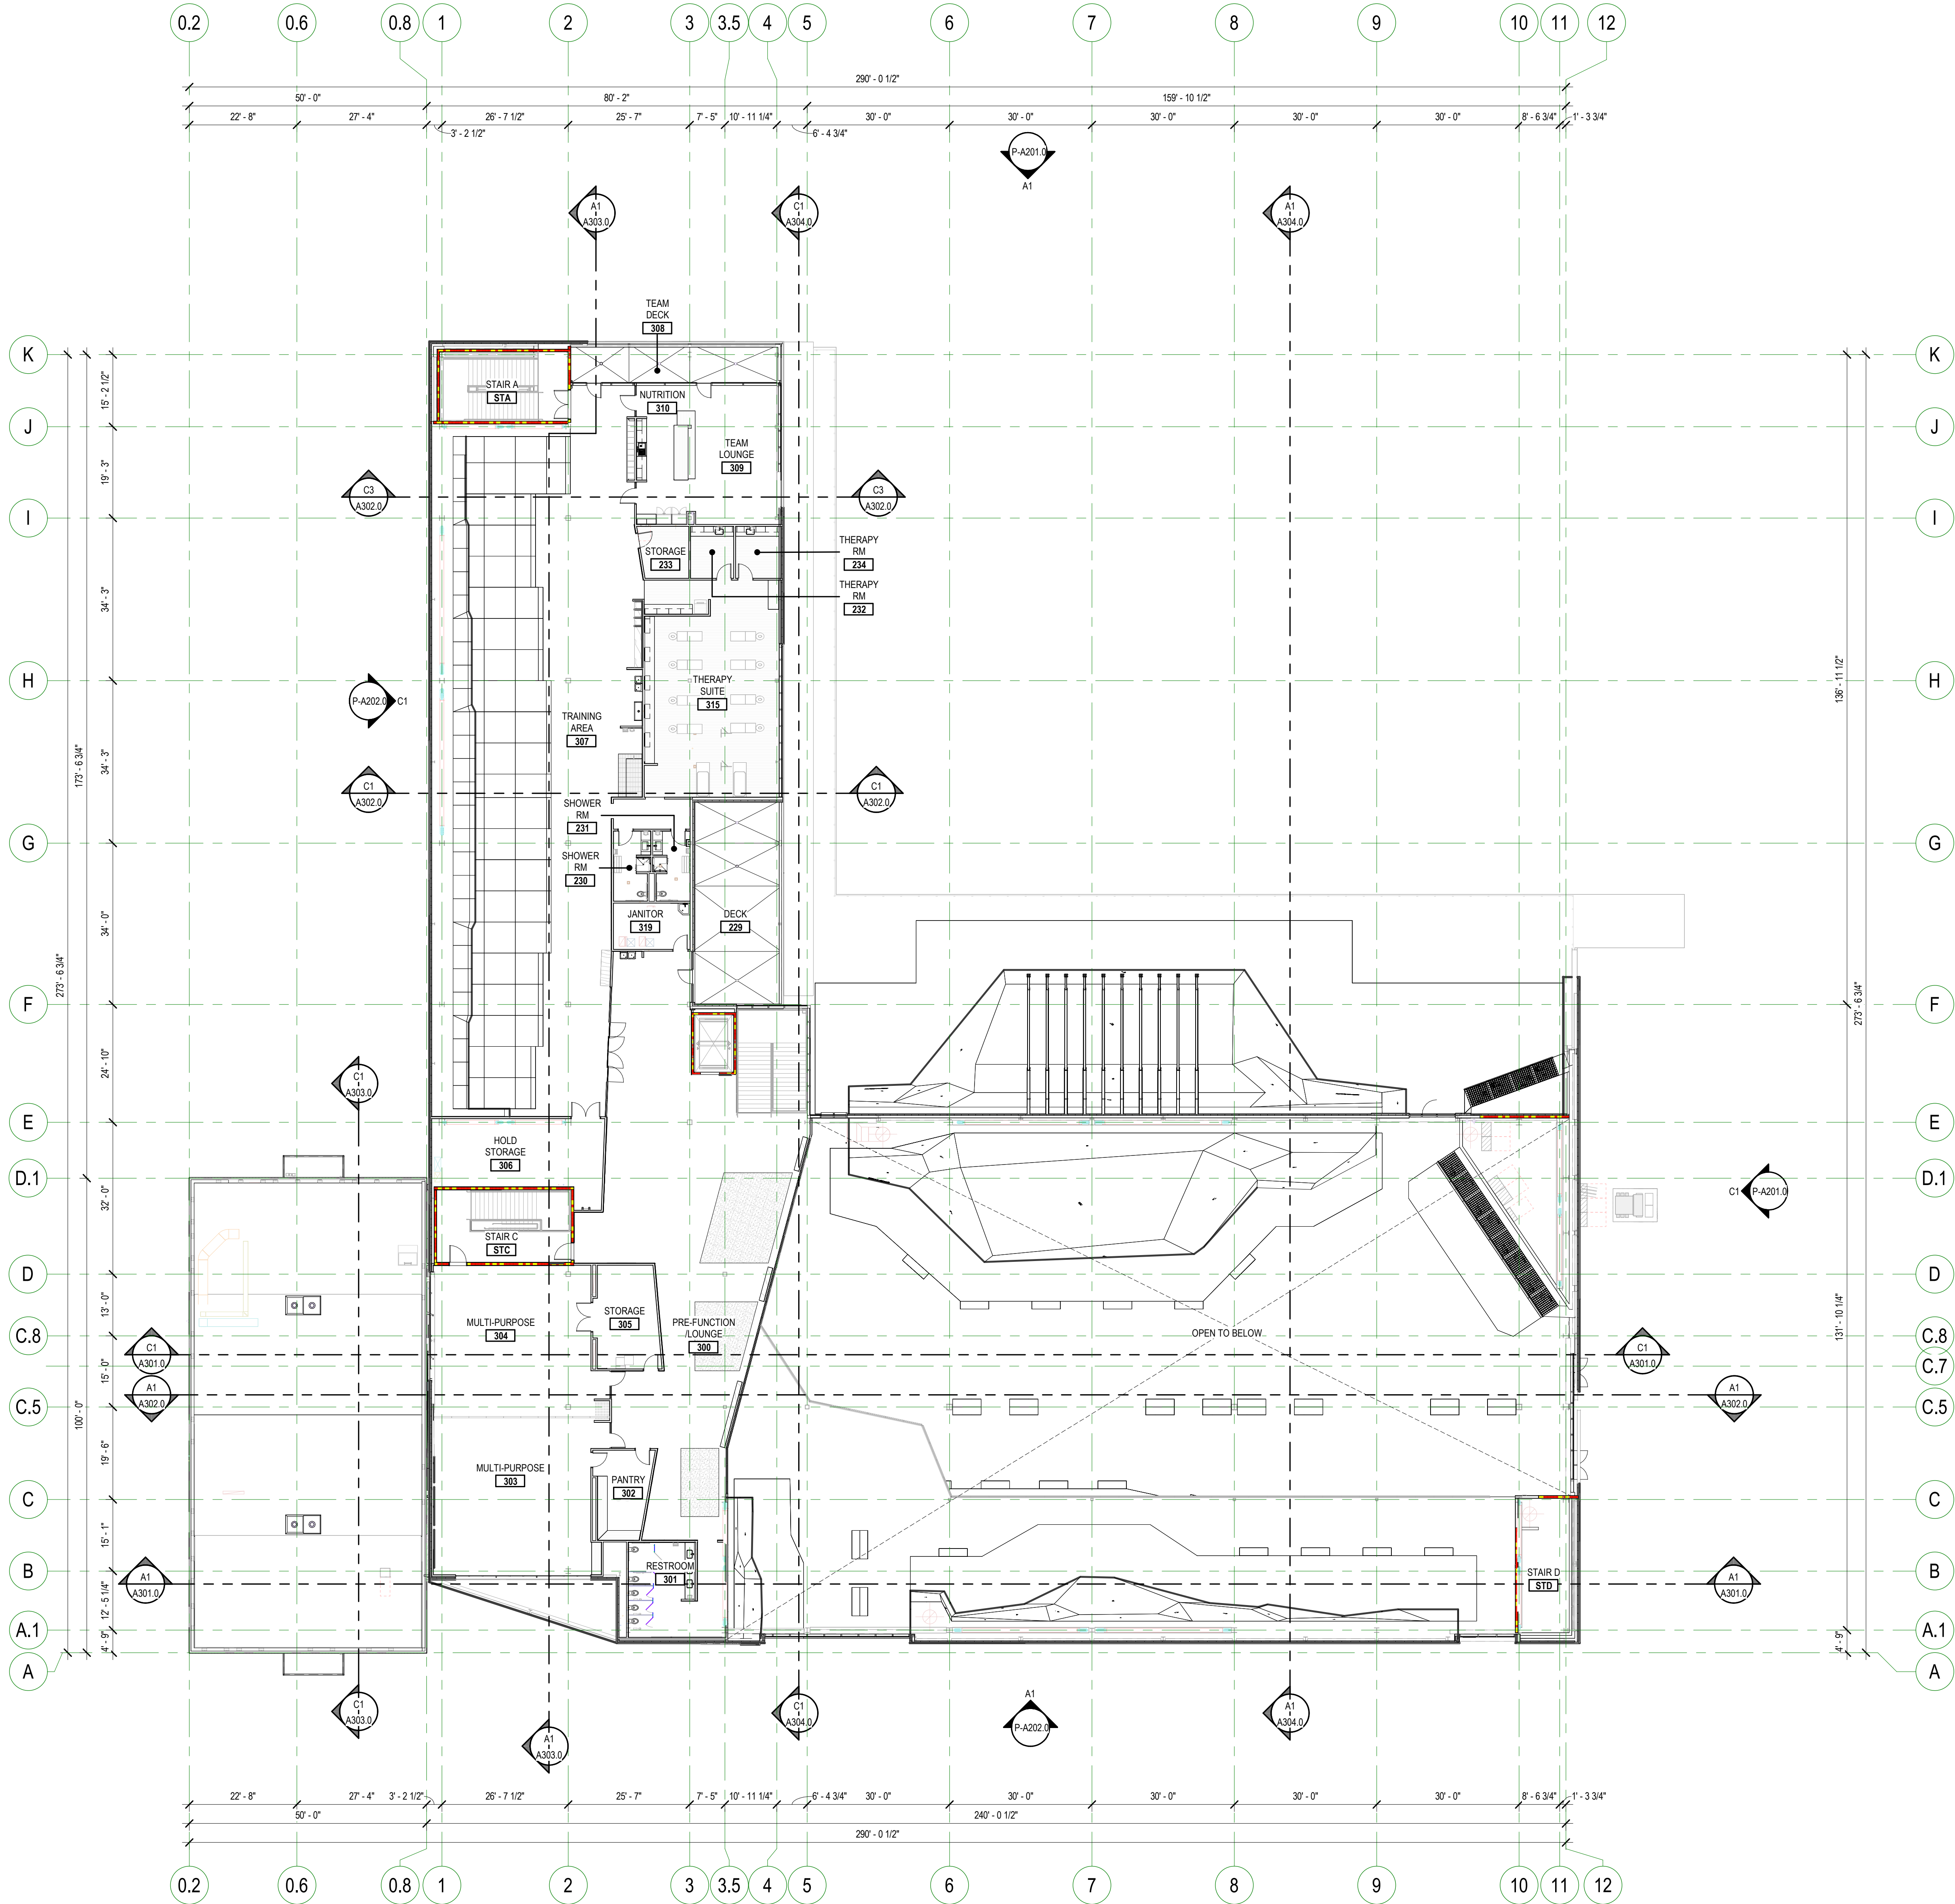 0.2 0.6 0.8 1 2 3 3.5 4 5 6 7 8 9 10 11 12
290' - 0 1/2"
50' - 0" 80' - 2" 159' - 10 1/2"
22' - 8" 27' - 4" 26' - 7 1/2" 25' - 7" 7' - 5" 10' - 11 1/4" 30' - 0" 30' - 0" 30' - 0" 30' - 0" 30' - 0" 8' - 6 3/4" 1' - 3 3/4"
3' - 2 1/2" 6' - 4 3/4"
P-A201.0
A1
A1 C1 A1
A303.0 A304.0 A304.0
TEAM
DECK
308
K K
15' - 2 1/2"
STAIR A
STA
NUTRITION
310
J J
TEAM
LOUNGE
309
19' - 3"
C3 C3
A302.0 A302.0
I I
STORAGE
233
THERAPY
RM
234
THERAPY
RM
232
34' - 3"
H H
136' - 11 1/2"
THERAPY
SUITE
315
P-A202.0 C1
TRAINING
AREA
307
173' - 6 3/4"
34' - 3"
C1 C1
A302.0 A302.0
SHOWER
RM
231
G G
SHOWER
RM
230
JANITOR
319
DECK
229
34' - 0"
273' - 6 3/4"
F F
273' - 6 3/4"
24' - 10"
C1
A303.0
E E
HOLD
STORAGE
306
D.1 D.1
C1 P-A201.0
32' - 0"
STAIR C
STC
D D
13' - 0"
STORAGE
305
MULTI-PURPOSE
304
PRE-FUNCTION
/LOUNGE
300
OPEN TO BELOW
131' - 10 1/4"
C.8 C.8
C1 C1
A301.0 A301.0
C.7
15' - 0"
A1 A1
A302.0 A302.0
C.5 C.5
100' - 0"
19' - 6"
MULTI-PURPOSE
303
PANTRY
302
C C
15' - 1"
RESTROOM
301
B B
STAIR D
STD
A1 A1
A301.0 A301.0
12' - 5 1/4"
A.1 A.1
4' - 9" 4' - 9"
A A
C1 C1 A1 A1
A303.0 A304.0 P-A202.0 A304.0
A1
A303.0
22' - 8" 27' - 4" 3' - 2 1/2" 26' - 7 1/2" 25' - 7" 7' - 5" 10' - 11 1/4" 6' - 4 3/4" 30' - 0" 30' - 0" 30' - 0" 30' - 0" 30' - 0" 8' - 6 3/4" 1' - 3 3/4"
50' - 0" 240' - 0 1/2"
290' - 0 1/2"
0.2 0.6 0.8 1 2 3 3.5 4 5 6 7 8 9 10 11 12